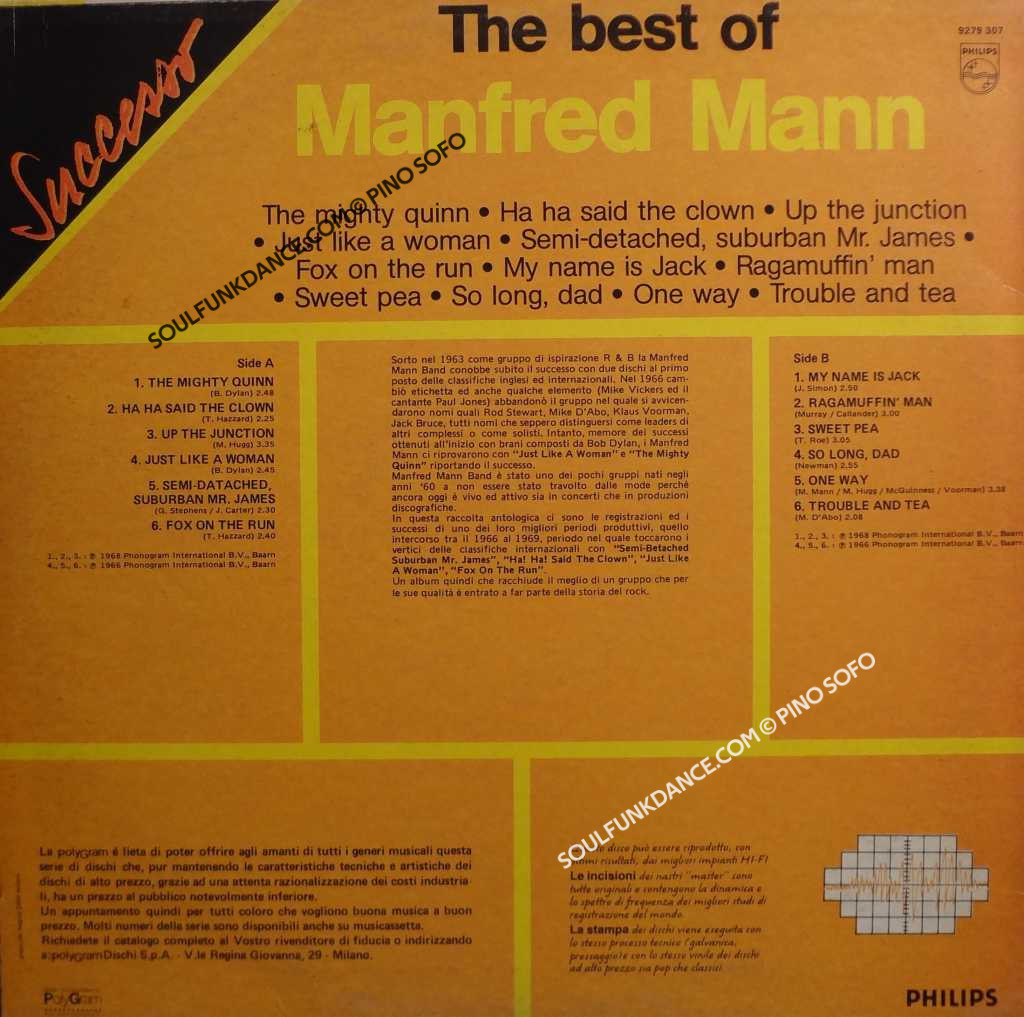 Successo
The best of
Manfred Mann
9279 307
PHILIPS
The mighty quinn • Ha ha said the clown • Up the junction
• Just like a woman • Semi-detached, suburban Mr. James •
Fox on the run • My name is Jack • Ragamuffin' man
• Sweet pea • So long, dad • One way • Trouble and tea
SOULFUNKDANCE.COM © PINO SOFO
Side A
1. THE MIGHTY QUINN
(B. Dylan) 2.48
2. HA HA SAID THE CLOWN
(T. Hazzard) 2.25
3. UP THE JUNCTION
(M. Hugg) 3.35
4. JUST LIKE A WOMAN
(B. Dylan) 2.45
5. SEMI-DATACHED,
SUBURBAN MR. JAMES
(G. Stephens / J. Carter) 2.30
6. FOX ON THE RUN
(T. Hazzard) 2.40
1., 2., 3. : ℗ 1968 Phonogram International B.V., Baarn
4., 5., 6. : ℗ 1966 Phonogram International B.V., Baarn
Sorto nel 1963 come gruppo di ispirazione R & B la Manfred
Mann Band conobbe subito il successo con due dischi al primo
posto delle classifiche inglesi ed internazionali. Nel 1966 cam-
biò etichetta ed anche qualche elemento (Mike Vickers ed il
cantante Paul Jones) abbandonò il gruppo nel quale si avvicen-
darono nomi quali Rod Stewart, Mike D'Abo, Klaus Voorman,
Jack Bruce, tutti nomi che seppero distinguersi come leaders di
altri complessi o come solisti. Intanto, memore dei successi
ottenuti all'inizio con brani composti da Bob Dylan, i Manfred
Mann ci riprovarono con "Just Like A Woman" e "The Mighty
Quinn" riportando il successo.
Manfred Mann Band è stato uno dei pochi gruppi nati negli
anni '60 a non essere stato travolto dalle mode perché
ancora oggi è vivo ed attivo sia in concerti che in produzioni
discografiche.
In questa raccolta antologica ci sono le registrazioni ed i
successi di uno dei loro migliori periodi produttivi, quello
intercorso tra il 1966 al 1969, periodo nel quale toccarono i
vertici delle classifiche internazionali con "Semi-Betached
Suburban Mr. James", "Ha! Ha! Said The Clown", "Just Like
A Woman", "Fox On The Run".
Un album quindi che racchiude il meglio di un gruppo che per
le sue qualità è entrato a far parte della storia del rock.
Side B
1. MY NAME IS JACK
(J. Simon) 2.50
2. RAGAMUFFIN' MAN
(Murray / Callander) 3.00
3. SWEET PEA
(T. Roe) 3.05
4. SO LONG, DAD
(Newman) 2.55
5. ONE WAY
(M. Mann / M. Hugg / McGuinness / Voorman) 3.38
6. TROUBLE AND TEA
(M. D'Abo) 2.08
1., 2., 3. : ℗ 1968 Phonogram International B.V., Baarn
4., 5., 6. : ℗ 1966 Phonogram International B.V., Baarn
SOULFUNKDANCE.COM © PINO SOFO
La polygram é lieta di poter offrire agli amanti di tutti i generi musicali questa
serie di dischi che, pur mantenendo le caratteristiche tecniche e artistiche dei
dischi di alto prezzo, grazie ad una attenta razionalizzazione dei costi industria-
li, ha un prezzo al pubblico notevolmente inferiore.
Un appuntamento quindi per tutti coloro che vogliono buona musica a buon
prezzo. Molti numeri della serie sono disponibili anche su musicassetta.
Richiedete il catalogo completo al Vostro rivenditore di fiducia o indirizzando
a: polygram Dischi S.p.A. - V.le Regina Giovanna, 29 - Milano.
PolyGram
disco può essere riprodotto, con
risultati, dai migliori impianti HI-FI
Le incisioni dei nastri "master" sono
tutte originali e contengono la dinamica e
lo spettro di frequenza dei migliori studi di
registrazione del mondo.
La stampa dei dischi viene eseguita con
lo stesso processo tecnico (galvanica,
pressaggio) e con lo stesso vinile dei dischi
ad alto prezzo sia pop che classici.
PHILIPS